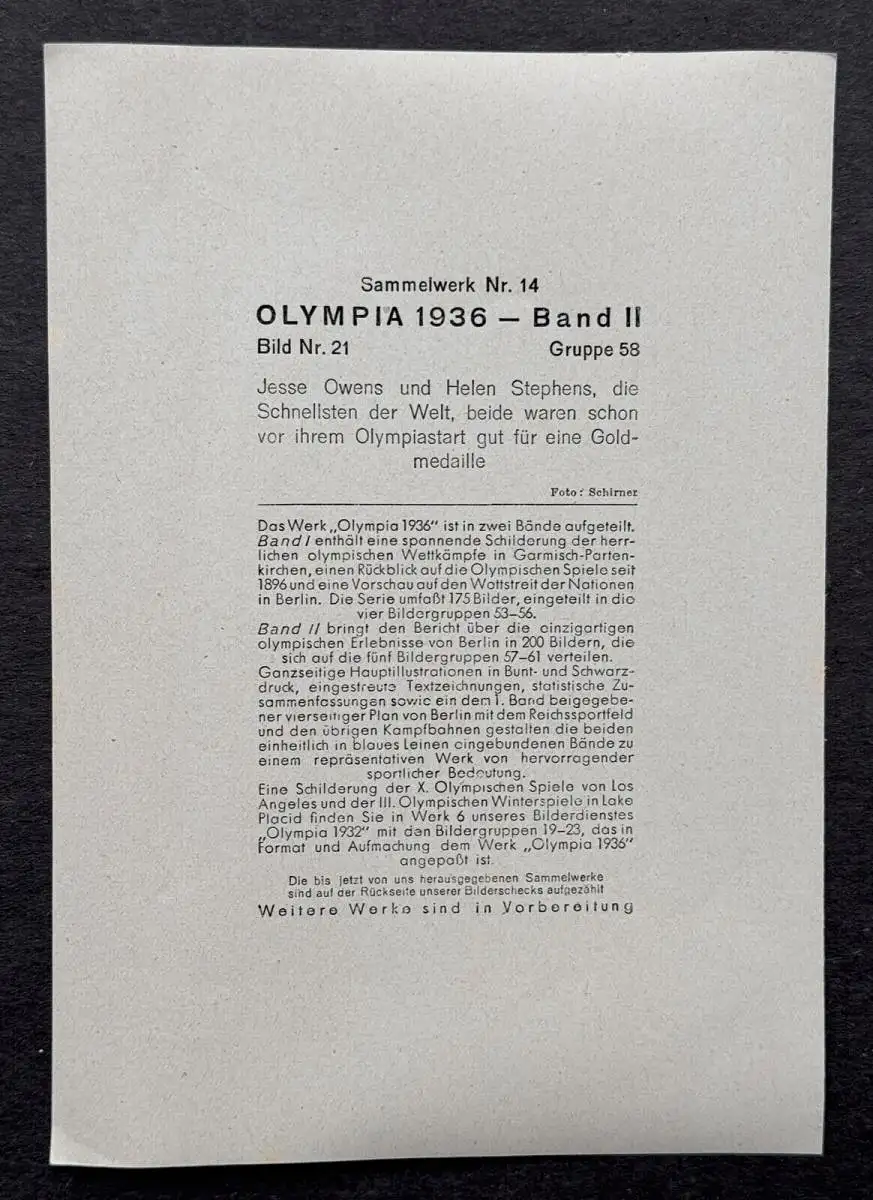 Sammelwerk Nr. 14
OLYMPIA 1936 — Band II
Bild Nr. 21 Gruppe 58
Jesse Owens und Helen Stephens, die
Schnellsten der Welt, beide waren schon
vor ihrem Olympiastart gut für eine Gold-
medaille
Foto: Schirner
Das Werk „Olympia 1936" ist in zwei Bände aufgeteilt.
Band I enthält eine spannende Schilderung der herr-
lichen olympischen Wettkämpfe in Garmisch-Parten-
kirchen, einen Rückblick auf die Olympischen Spiele seit
1896 und eine Vorschau auf den Wettstreit der Nationen
in Berlin. Die Serie umfaßt 175 Bilder, eingeteilt in die
vier Bildergruppen 53–56.
Band II bringt den Bericht über die einzigartigen
olympischen Erlebnisse von Berlin in 200 Bildern, die
sich auf die fünf Bildergruppen 57–61 verteilen.
Ganzseitige Hauptillustrationen in Bunt- und Schwarz-
druck, eingestreute Textzeichnungen, statistische Zu-
sammenfassungen sowie ein dem I. Band beigegebe-
ner vierseitiger Plan von Berlin mit dem Reichssportfeld
und den übrigen Kampfbahnen gestalten die beiden
einheitlich in blaues Leinen eingebundenen Bände zu
einem repräsentativen Werk von hervorragender
sportlicher Bedeutung.
Eine Schilderung der X. Olympischen Spiele von Los
Angeles und der III. Olympischen Winterspiele in Lake
Placid finden Sie in Werk 6 unseres Bilderdienstes
„Olympia 1932" mit den Bildergruppen 19–23, das in
Format und Aufmachung dem Werk „Olympia 1936"
angepaßt ist.
Die bis jetzt von uns herausgegebenen Sammelwerke
sind auf der Rückseite unserer Bilderschecks aufgezählt
Weitere Werke sind in Vorbereitung